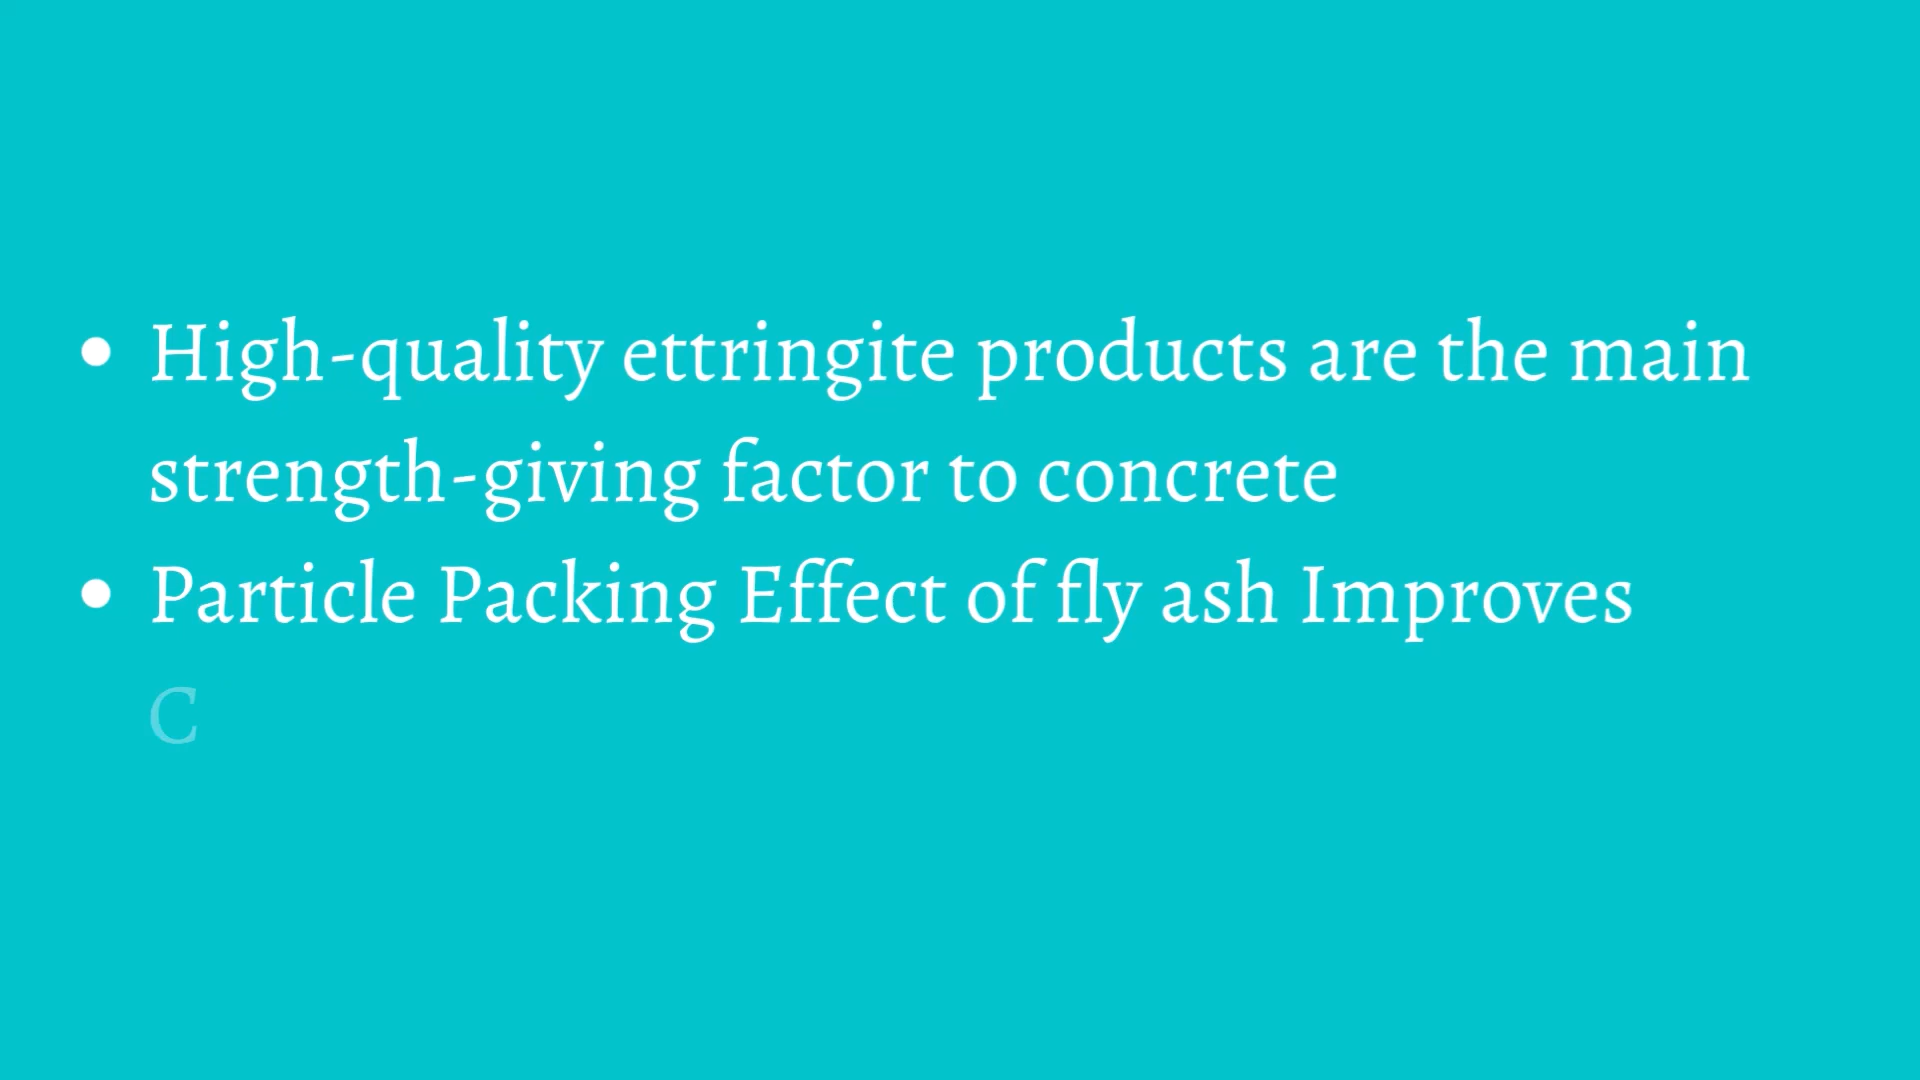 • High-quality ettringite products are the main
strength-giving factor to concrete
• Particle Packing Effect of fly ash Improves
C